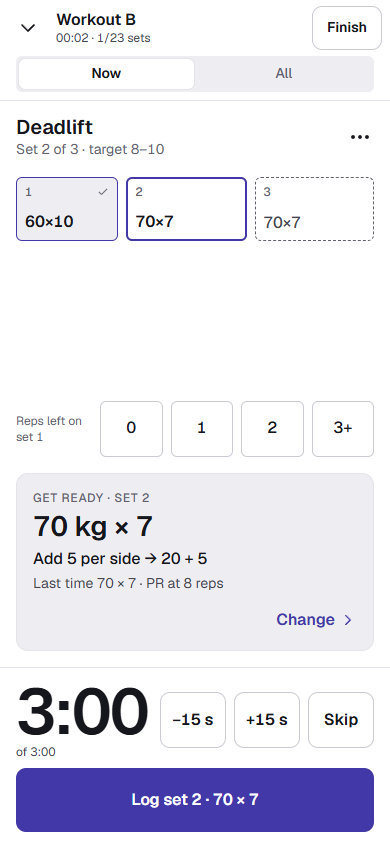 Workout B
00:02 · 1/23 sets
Finish
Now
All
Deadlift
Set 2 of 3 · target 8–10
1
60×10
2
70×7
3
70×7
Reps left on
set 1
0
1
2
3+
GET READY · SET 2
70 kg × 7
Add 5 per side → 20 + 5
Last time 70 × 7 · PR at 8 reps
Change
3:00
of 3:00
−15 s
+15 s
Skip
Log set 2 · 70 × 7